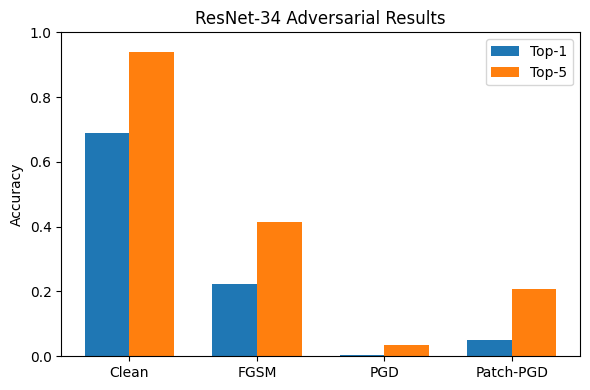 ResNet-34 Adversarial Results
Top-1
Top-5
Accuracy
1.0
0.8
0.6
0.4
0.2
0.0
Clean FGSM PGD Patch-PGD